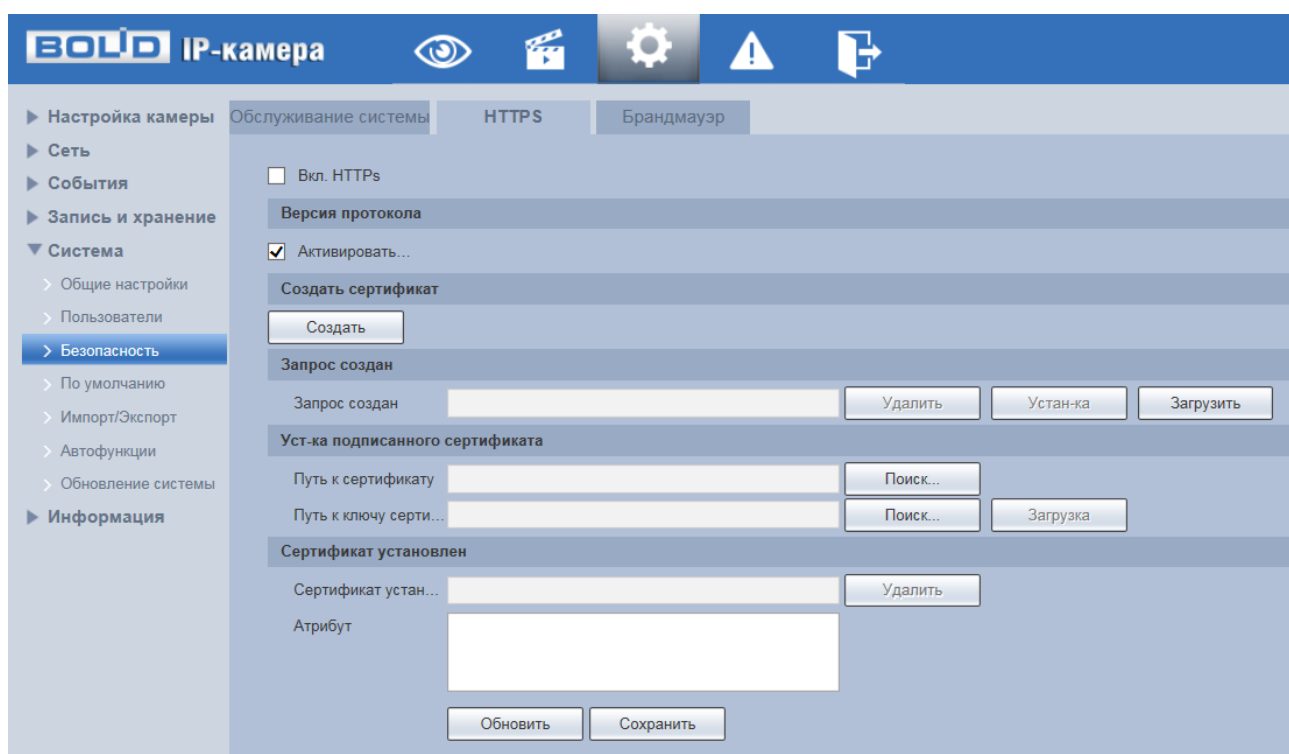 BOLID IP-камера
Настройка камеры
Сеть
События
Запись и хранение
Система
Общие настройки
Пользователи
Безопасность
По умолчанию
Импорт/Экспорт
Автофункции
Обновление системы
Информация
Обслуживание системы HTTPS Брандмауэр
Вкл. HTTPs
Версия протокола
Активировать...
Создать сертификат
Создать
Запрос создан
Запрос создан Удалить Устан-ка Загрузить
Уст-ка подписанного сертификата
Путь к сертификату Поиск...
Путь к ключу серти... Поиск... Загрузка
Сертификат установлен
Сертификат устан... Удалить
Атрибут
Обновить Сохранить